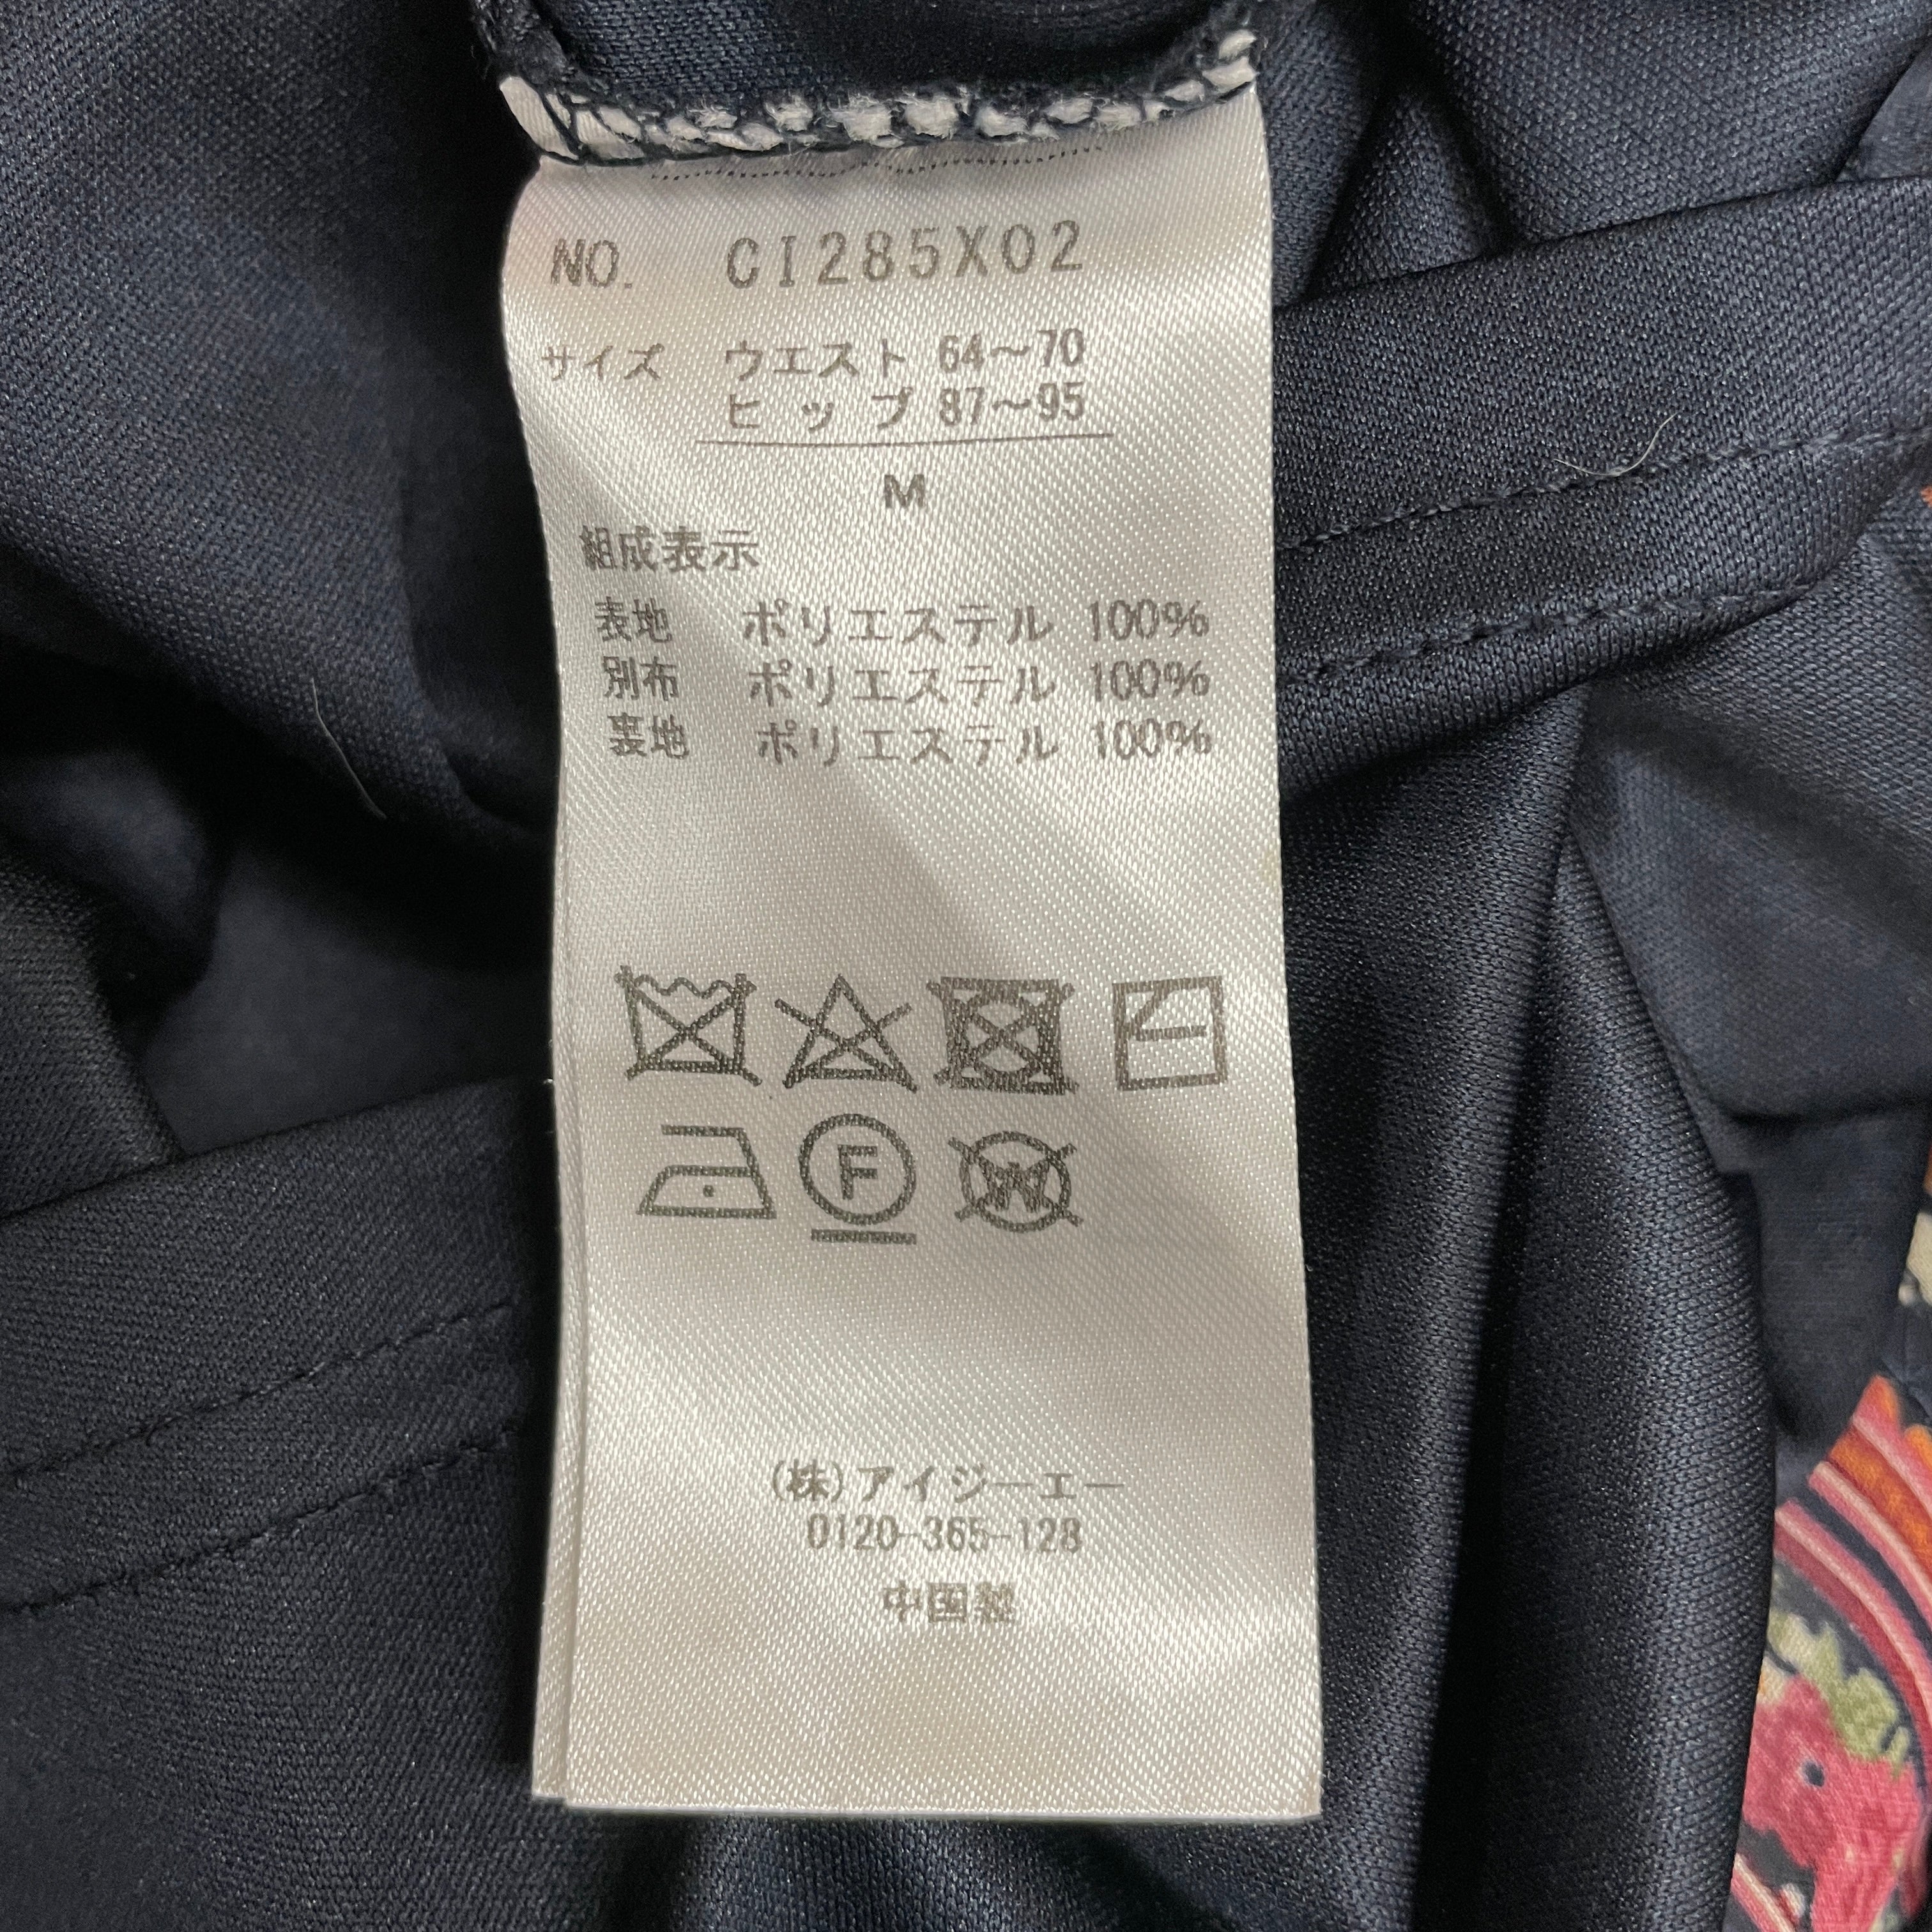 NO. CI285X02
サイズ ウエスト 64～70
ヒップ 87～95
M
組成表示
表地 ポリエステル 100%
別布 ポリエステル 100%
裏地 ポリエステル 100%
F
W
(株)アイジーエー
0120-365-128
中国製